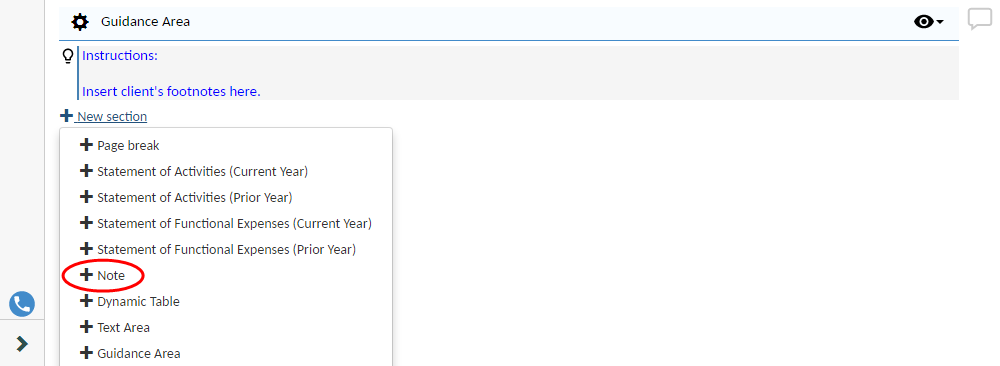 Guidance Area
Instructions:
Insert client's footnotes here.
New section
Page break
Statement of Activities (Current Year)
Statement of Activities (Prior Year)
Statement of Functional Expenses (Current Year)
Statement of Functional Expenses (Prior Year)
Note
Dynamic Table
Text Area
Guidance Area